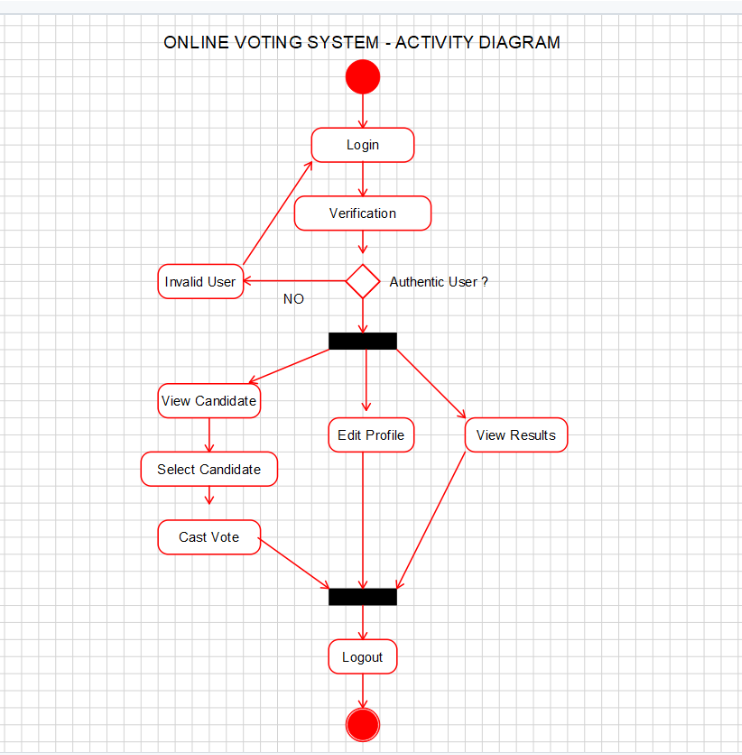 ONLINE VOTING SYSTEM - ACTIVITY DIAGRAM
Login
Verification
Invalid User
Authentic User ?
NO
View Candidate
Edit Profile
View Results
Select Candidate
Cast Vote
Logout